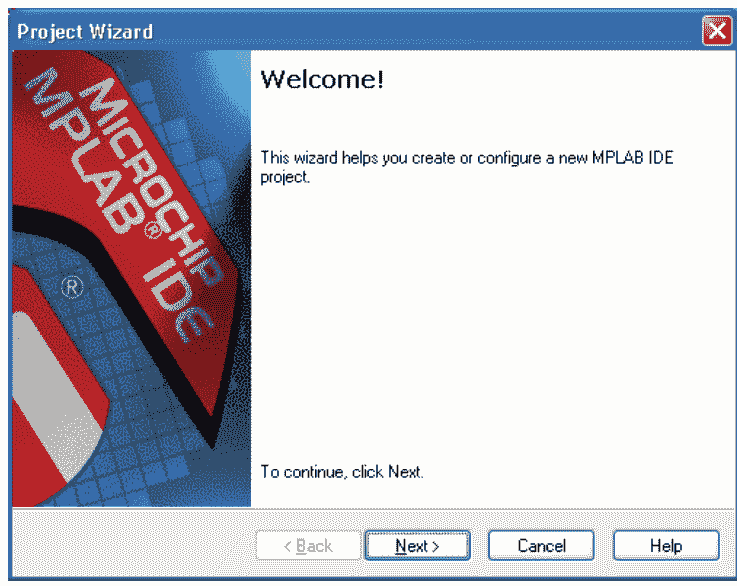 Project Wizard
MICROCHIP
MPLAB® IDE
®
Welcome!
This wizard helps you create or configure a new MPLAB IDE
project.
To continue, click Next.
< Back
Next >
Cancel
Help